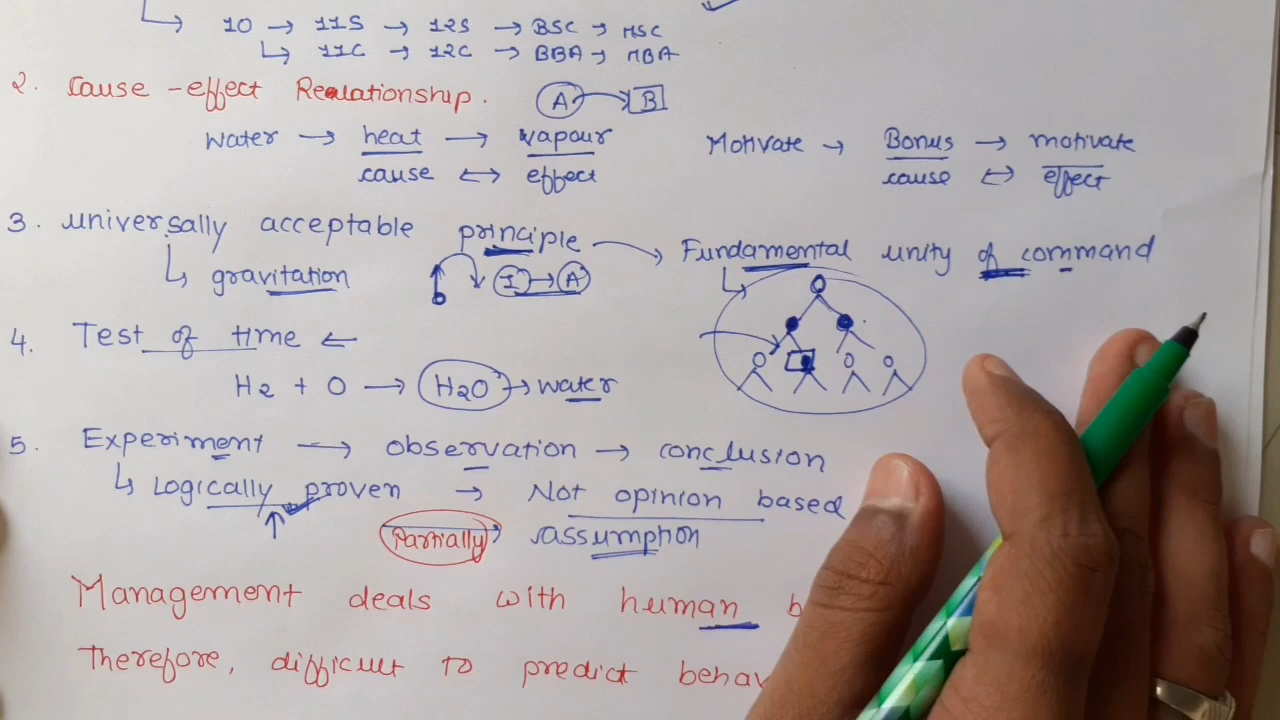 10 → 11S → 12S → BSC → MSC
↳ 11C → 12C → BBA → MBA
2. Cause-effect Relationship. A → B
Water → heat → vapour Motivate → Bonus → motivate
cause ↔ effect cause ↔ effect
3. universally acceptable principle → Fundamental unity of command
↳ gravitation I → A
4. Test of time ←
H2 + O → H2O → water
5. Experiment → observation → conclusion
↳ Logically proven → Not opinion based
Partially assumption
Management deals with human
Therefore, difficult to predict